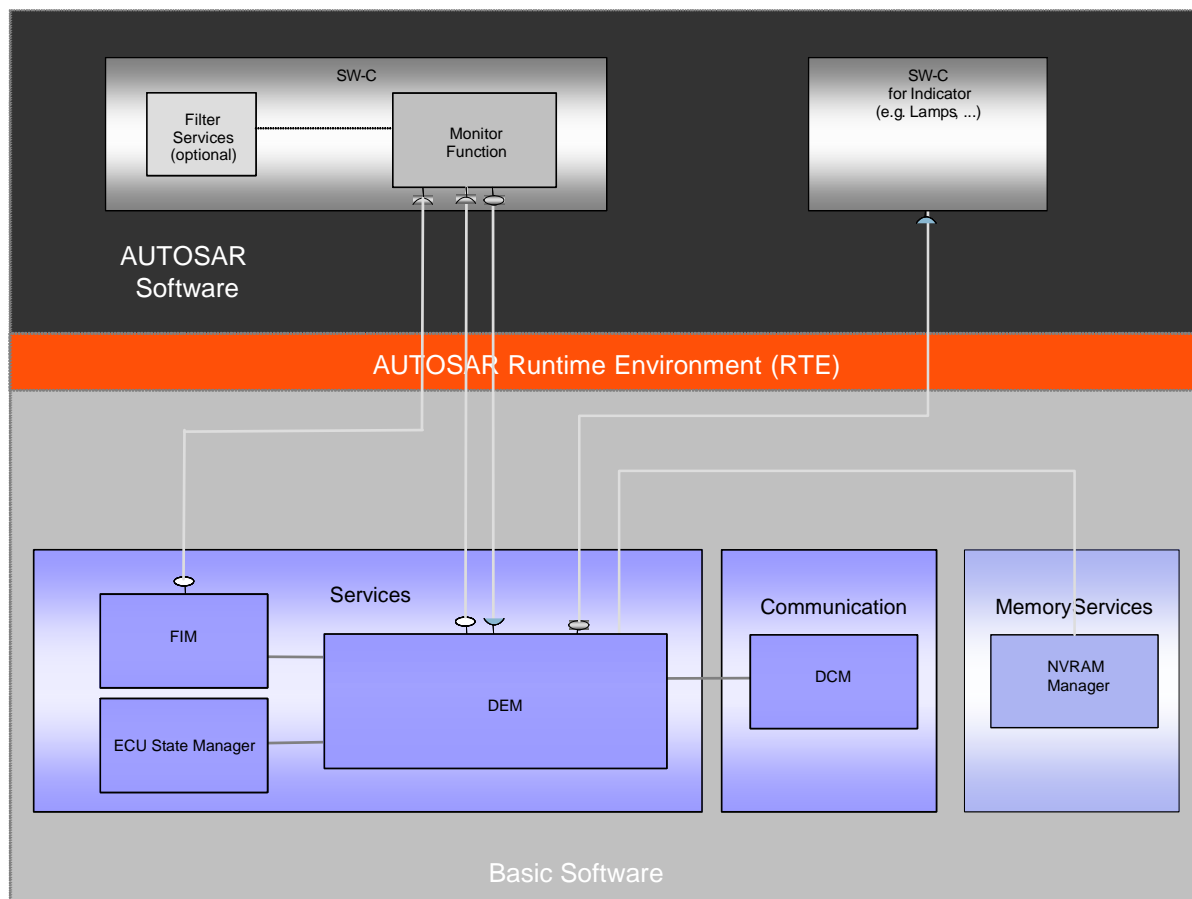 SW-C
Filter
Services
(optional)
Monitor
Function
SW-C
for Indicator
(e.g. Lamps, ...)
AUTOSAR
Software
AUTOSAR Runtime Environment (RTE)
Services
FIM
ECU State Manager
DEM
Communication
DCM
Memory Services
NVRAM
Manager
Basic Software